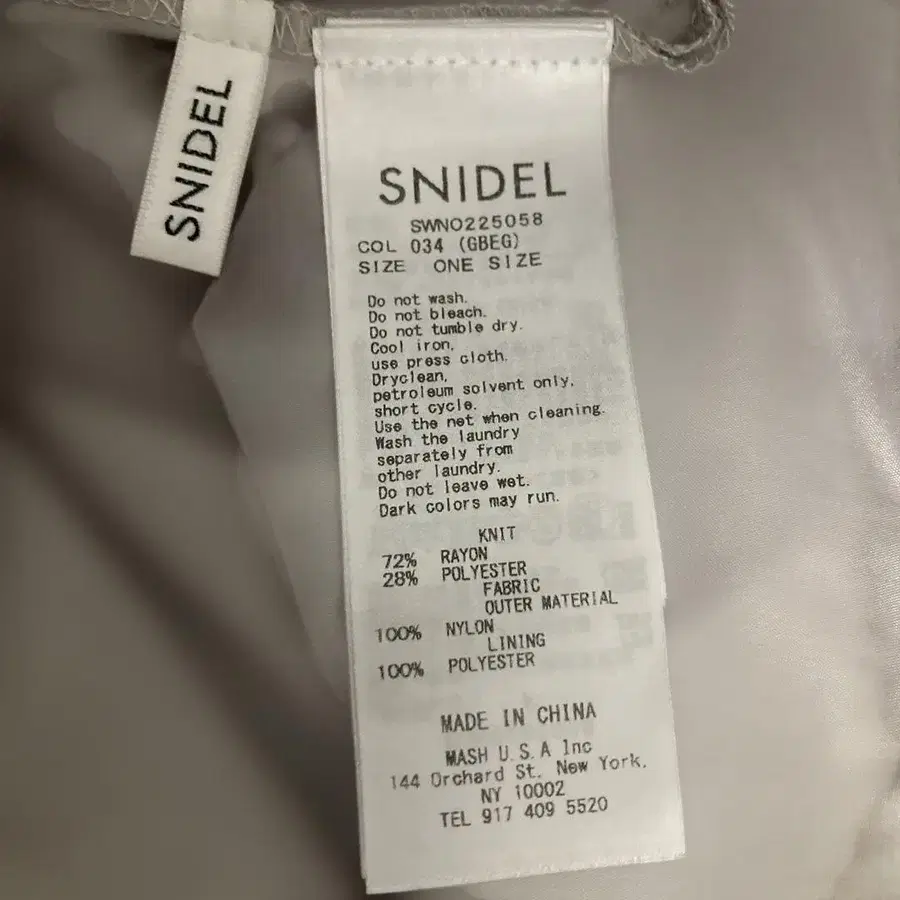 SNIDEL
SNIDEL
SWNO225058
COL 034 (GBEG)
SIZE ONE SIZE
Do not wash.
Do not bleach.
Do not tumble dry.
Cool iron,
use press cloth.
Dryclean,
petroleum solvent only,
short cycle.
Use the net when cleaning.
Wash the laundry
separately from
other laundry.
Do not leave wet.
Dark colors may run.
KNIT
72% RAYON
28% POLYESTER
FABRIC
OUTER MATERIAL
100% NYLON
LINING
100% POLYESTER
MADE IN CHINA
MASH U.S.A Inc
144 Orchard St. New York,
NY 10002
TEL 917 409 5520